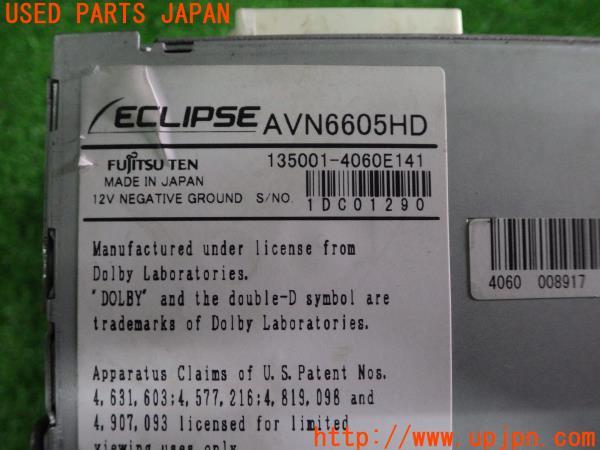 USED PARTS JAPAN
ECLIPSE AVN6605HD
FUJITSU TEN 135001-4060E141
MADE IN JAPAN
12V NEGATIVE GROUND S/NO. 1DC01290
Manufactured under license from
Dolby Laboratories.
"DOLBY" and the double-D symbol are
trademarks of Dolby Laboratories.
4060 008917
Apparatus Claims of U.S.Patent Nos.
4,631,603;4,577,216;4,819,098 and
4,907,093 licensed for limited
viewing uses only
http://www.upjpn.com